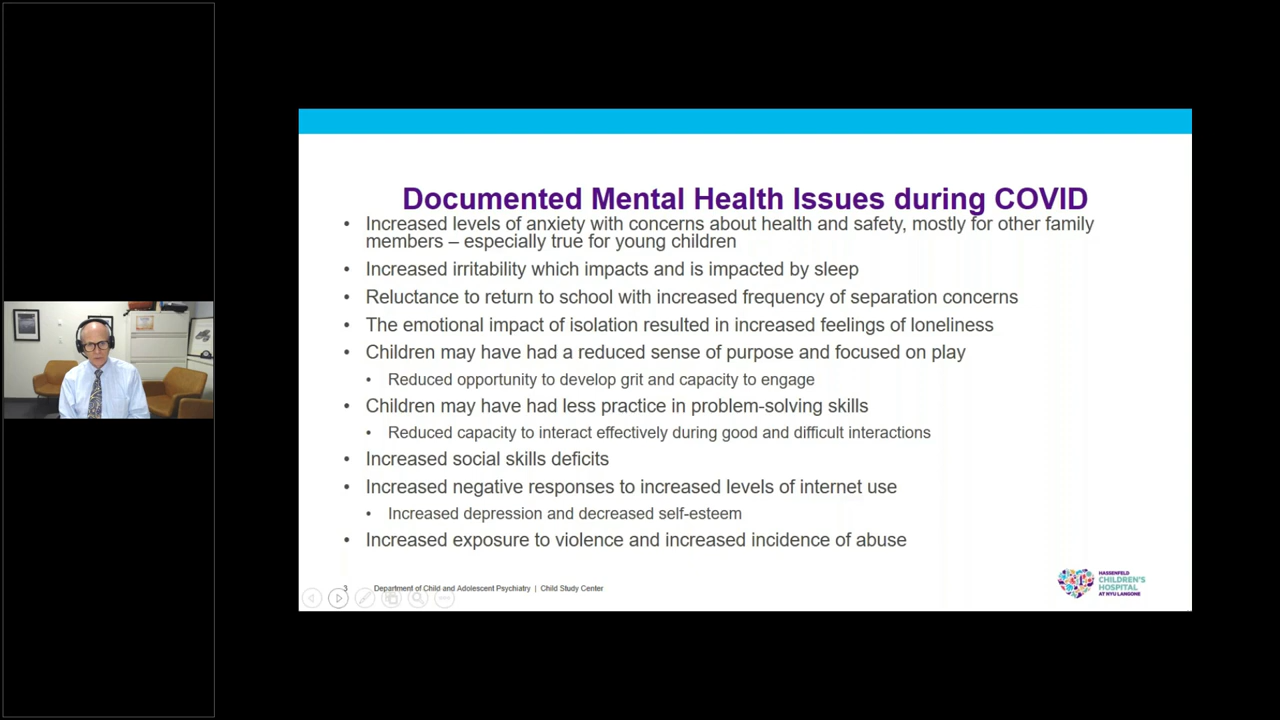 Documented Mental Health Issues during COVID
• Increased levels of anxiety with concerns about health and safety, mostly for other family
members – especially true for young children
• Increased irritability which impacts and is impacted by sleep
• Reluctance to return to school with increased frequency of separation concerns
• The emotional impact of isolation resulted in increased feelings of loneliness
• Children may have had a reduced sense of purpose and focused on play
• Reduced opportunity to develop grit and capacity to engage
• Children may have had less practice in problem-solving skills
• Reduced capacity to interact effectively during good and difficult interactions
• Increased social skills deficits
• Increased negative responses to increased levels of internet use
• Increased depression and decreased self-esteem
• Increased exposure to violence and increased incidence of abuse
3 Department of Child and Adolescent Psychiatry | Child Study Center
HASSENFELD
CHILDREN'S
HOSPITAL
AT NYU LANGONE